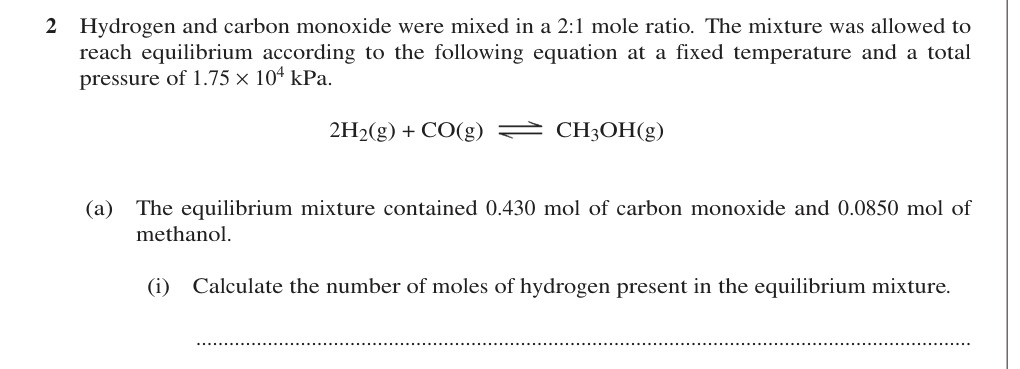 2 Hydrogen and carbon monoxide were mixed in a 2:1 mole ratio. The mixture was allowed to
reach equilibrium according to the following equation at a fixed temperature and a total
pressure of 1.75 × 10⁴ kPa.
2H₂(g) + CO(g) ⇌ CH₃OH(g)
(a) The equilibrium mixture contained 0.430 mol of carbon monoxide and 0.0850 mol of
methanol.
(i) Calculate the number of moles of hydrogen present in the equilibrium mixture.